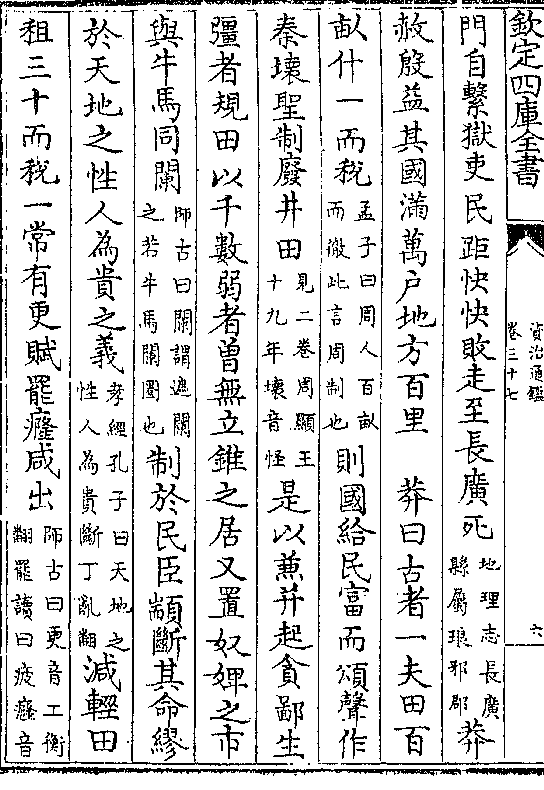 欽定四庫全書
資治通鑑
卷三十七
六
門自繫獄吏民距快快敗走至長廣死地理志長廣縣屬琅邪郡莽
赦殷益其國滿萬户地方百里　莽曰古者一夫田百
畝什一而稅孟子曰周人百畝而徹此言周制也則國給民富而頌聲作
秦壞聖制廢井田見二卷周顯王十九年壞音怪是以兼并起貪鄙生
彊者規田以千數弱者曾無立錐之居又置奴婢之市
與牛馬同闌師古曰闌謂遮闌之若牛馬闌圈也制於民臣顓斷其命繆
於天地之性人為貴之義孝經孔子曰天地之性人為貴斷丁亂翻減輕田
租三十而稅一常有更賦罷癃咸出師古曰更音工衡翻罷讀曰疲癃音